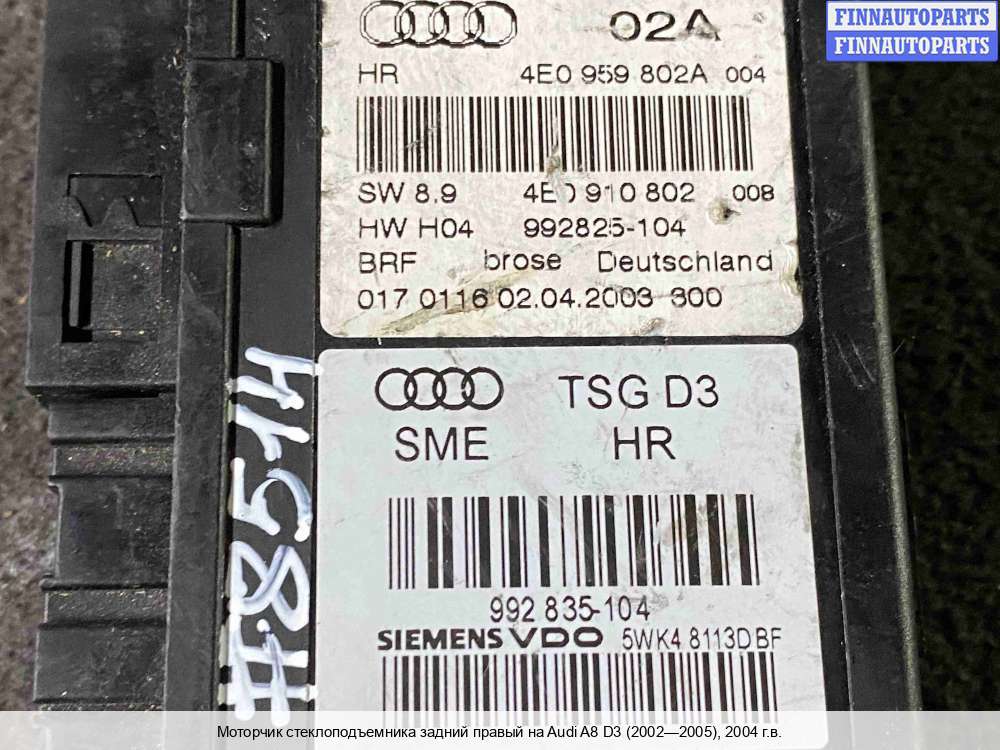 FINNAUTOPARTS
FINNAUTOPARTS
02A
HR 4E0 959 802A 004
SW 8.9 4E0 910 802 008
HW H04 992825-104
BRF brose Deutschland
017 0116 02.04.2003 300
TSG D3
SME HR
992 835-104
SIEMENS VDO 5WK4 8113D BF
#8514
Моторчик стеклоподъемника задний правый на Audi A8 D3 (2002—2005), 2004 г.в.